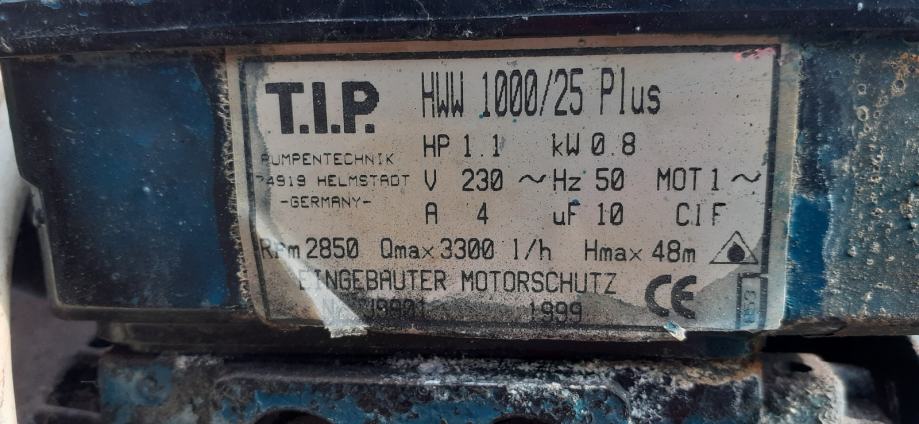 T.I.P.
HWW 1000/25 Plus
HP 1.1 kW 0.8
PUMPENTECHNIK
74919 HELMSTADT
-GERMANY-
V 230 ~ Hz 50 MOT 1 ~
A 4 uF 10 Cl F
RPm 2850 Qmax 3300 l/h Hmax 48m
EINGEBAUTER MOTORSCHUTZ
1999
CE